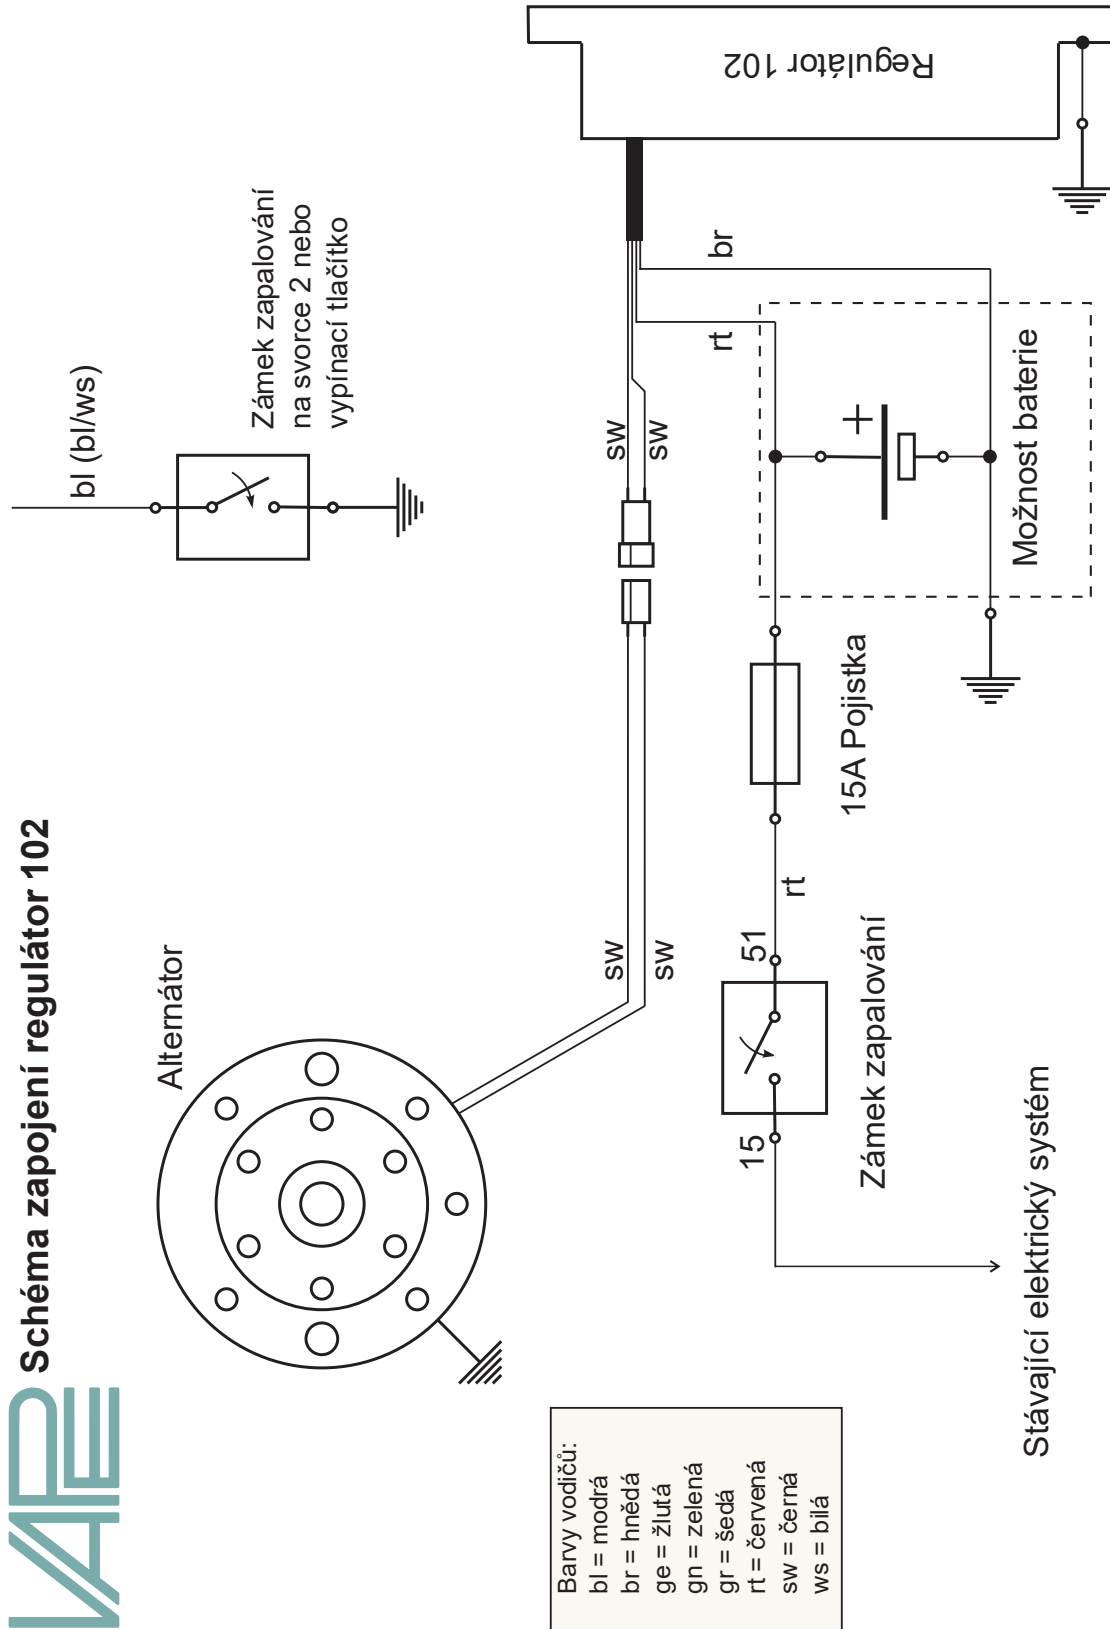 VAPE
Schéma zapojení regulátor 102
Alternátor
bl (bl/ws)
Zámek zapalování
na svorce 2 nebo
vypínací tlačítko
Regulátor 102
sw
sw
sw
sw
rt
br
15
51
rt
Zámek zapalování
15A Pojistka
+
Možnost baterie
Stávající elektrický systém
Barvy vodičů:
bl = modrá
br = hnědá
ge = žlutá
gn = zelená
gr = šedá
rt = červená
sw = černá
ws = bílá